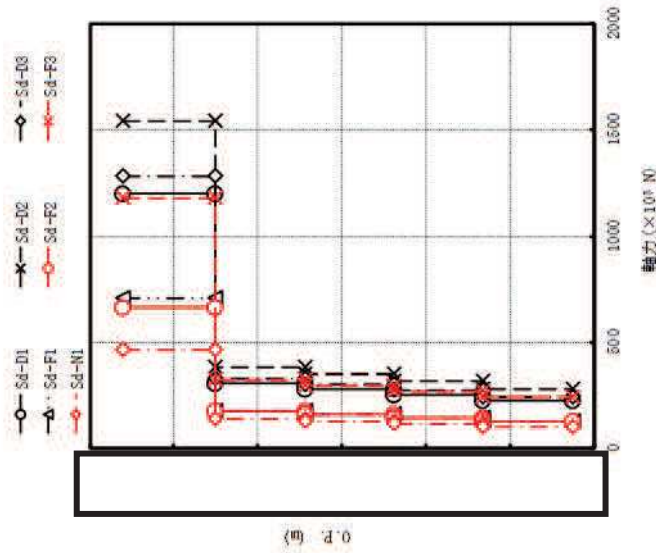 Sd-D1
Sd-D2
Sd-D3
Sd-F1
Sd-F2
Sd-F3
Sd-N1
O.P. (m)
0
500
1000
1500
2000
軸力(×10³ N)